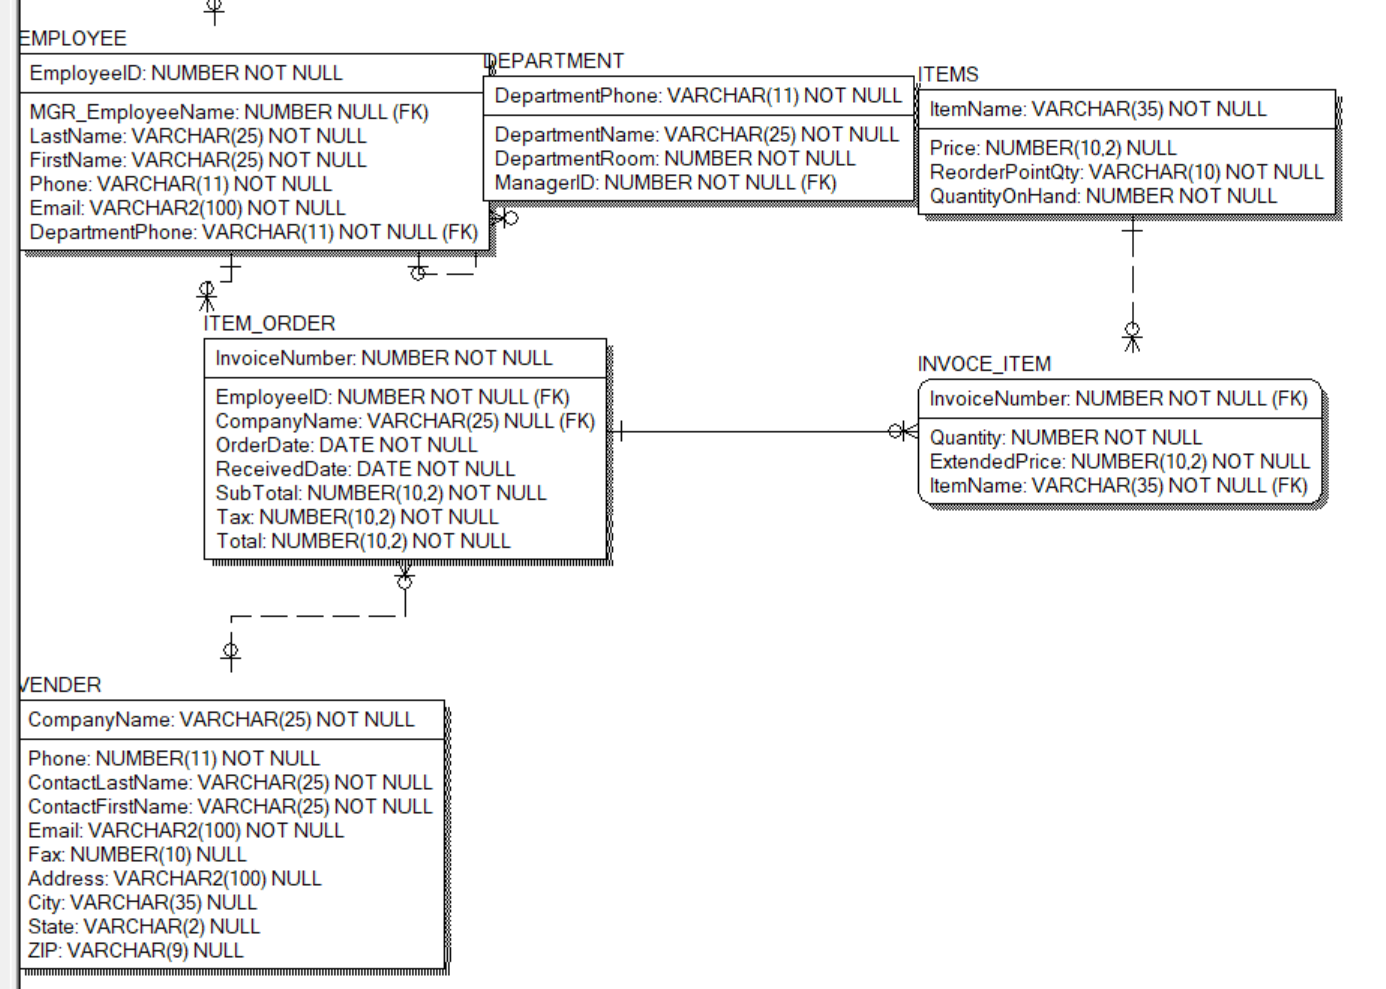 EMPLOYEE
EmployeeID: NUMBER NOT NULL
MGR_EmployeeName: NUMBER NULL (FK)
LastName: VARCHAR(25) NOT NULL
FirstName: VARCHAR(25) NOT NULL
Phone: VARCHAR(11) NOT NULL
Email: VARCHAR2(100) NOT NULL
DepartmentPhone: VARCHAR(11) NOT NULL (FK)
DEPARTMENT
DepartmentPhone: VARCHAR(11) NOT NULL
DepartmentName: VARCHAR(25) NOT NULL
DepartmentRoom: NUMBER NOT NULL
ManagerID: NUMBER NOT NULL (FK)
ITEMS
ItemName: VARCHAR(35) NOT NULL
Price: NUMBER(10,2) NULL
ReorderPointQty: VARCHAR(10) NOT NULL
QuantityOnHand: NUMBER NOT NULL
ITEM_ORDER
InvoiceNumber: NUMBER NOT NULL
EmployeeID: NUMBER NOT NULL (FK)
CompanyName: VARCHAR(25) NULL (FK)
OrderDate: DATE NOT NULL
ReceivedDate: DATE NOT NULL
SubTotal: NUMBER(10,2) NOT NULL
Tax: NUMBER(10,2) NOT NULL
Total: NUMBER(10,2) NOT NULL
INVOCE_ITEM
InvoiceNumber: NUMBER NOT NULL (FK)
Quantity: NUMBER NOT NULL
ExtendedPrice: NUMBER(10,2) NOT NULL
ItemName: VARCHAR(35) NOT NULL (FK)
VENDER
CompanyName: VARCHAR(25) NOT NULL
Phone: NUMBER(11) NOT NULL
ContactLastName: VARCHAR(25) NOT NULL
ContactFirstName: VARCHAR(25) NOT NULL
Email: VARCHAR2(100) NOT NULL
Fax: NUMBER(10) NULL
Address: VARCHAR2(100) NULL
City: VARCHAR(35) NULL
State: VARCHAR(2) NULL
ZIP: VARCHAR(9) NULL